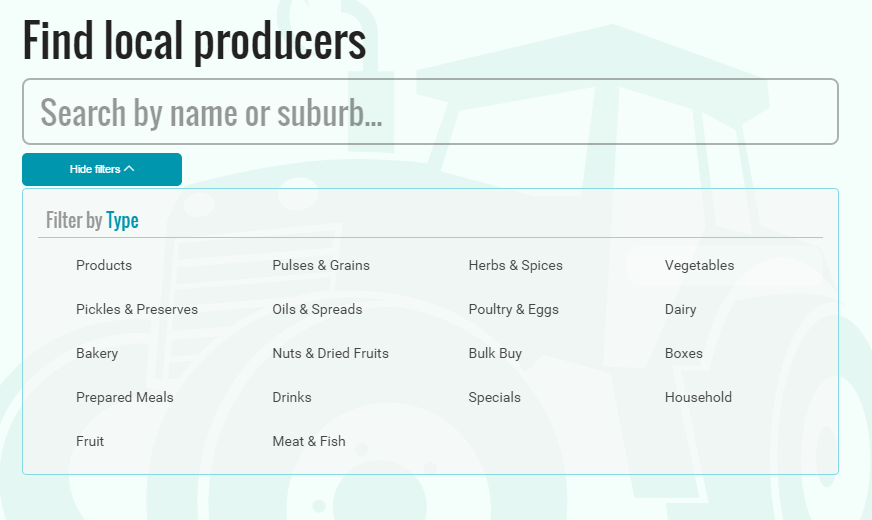 Find local producers
Search by name or suburb...
Hide filters
Filter by Type
Products Pulses & Grains Herbs & Spices Vegetables
Pickles & Preserves Oils & Spreads Poultry & Eggs Dairy
Bakery Nuts & Dried Fruits Bulk Buy Boxes
Prepared Meals Drinks Specials Household
Fruit Meat & Fish